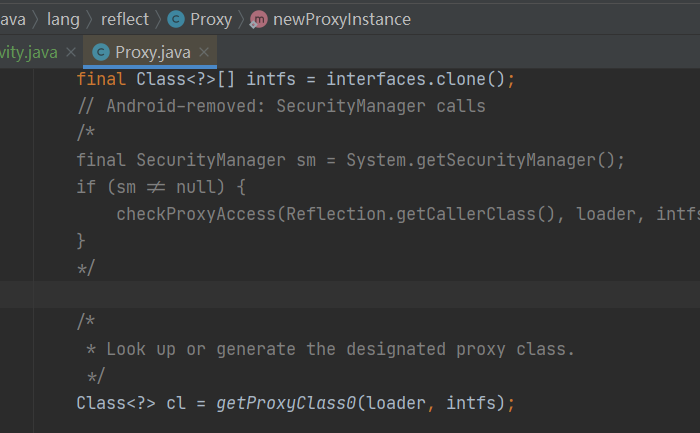 ava 〉 lang 〉 reflect 〉 C Proxy 〉 m newProxyInstance
vity.java × C Proxy.java ×
final Class<?>[] intfs = interfaces.clone();
// Android-removed: SecurityManager calls
/*
final SecurityManager sm = System.getSecurityManager();
if (sm != null) {
checkProxyAccess(Reflection.getCallerClass(), loader, intfs
}
*/
/*
* Look up or generate the designated proxy class.
*/
Class<?> cl = getProxyClass0(loader, intfs);